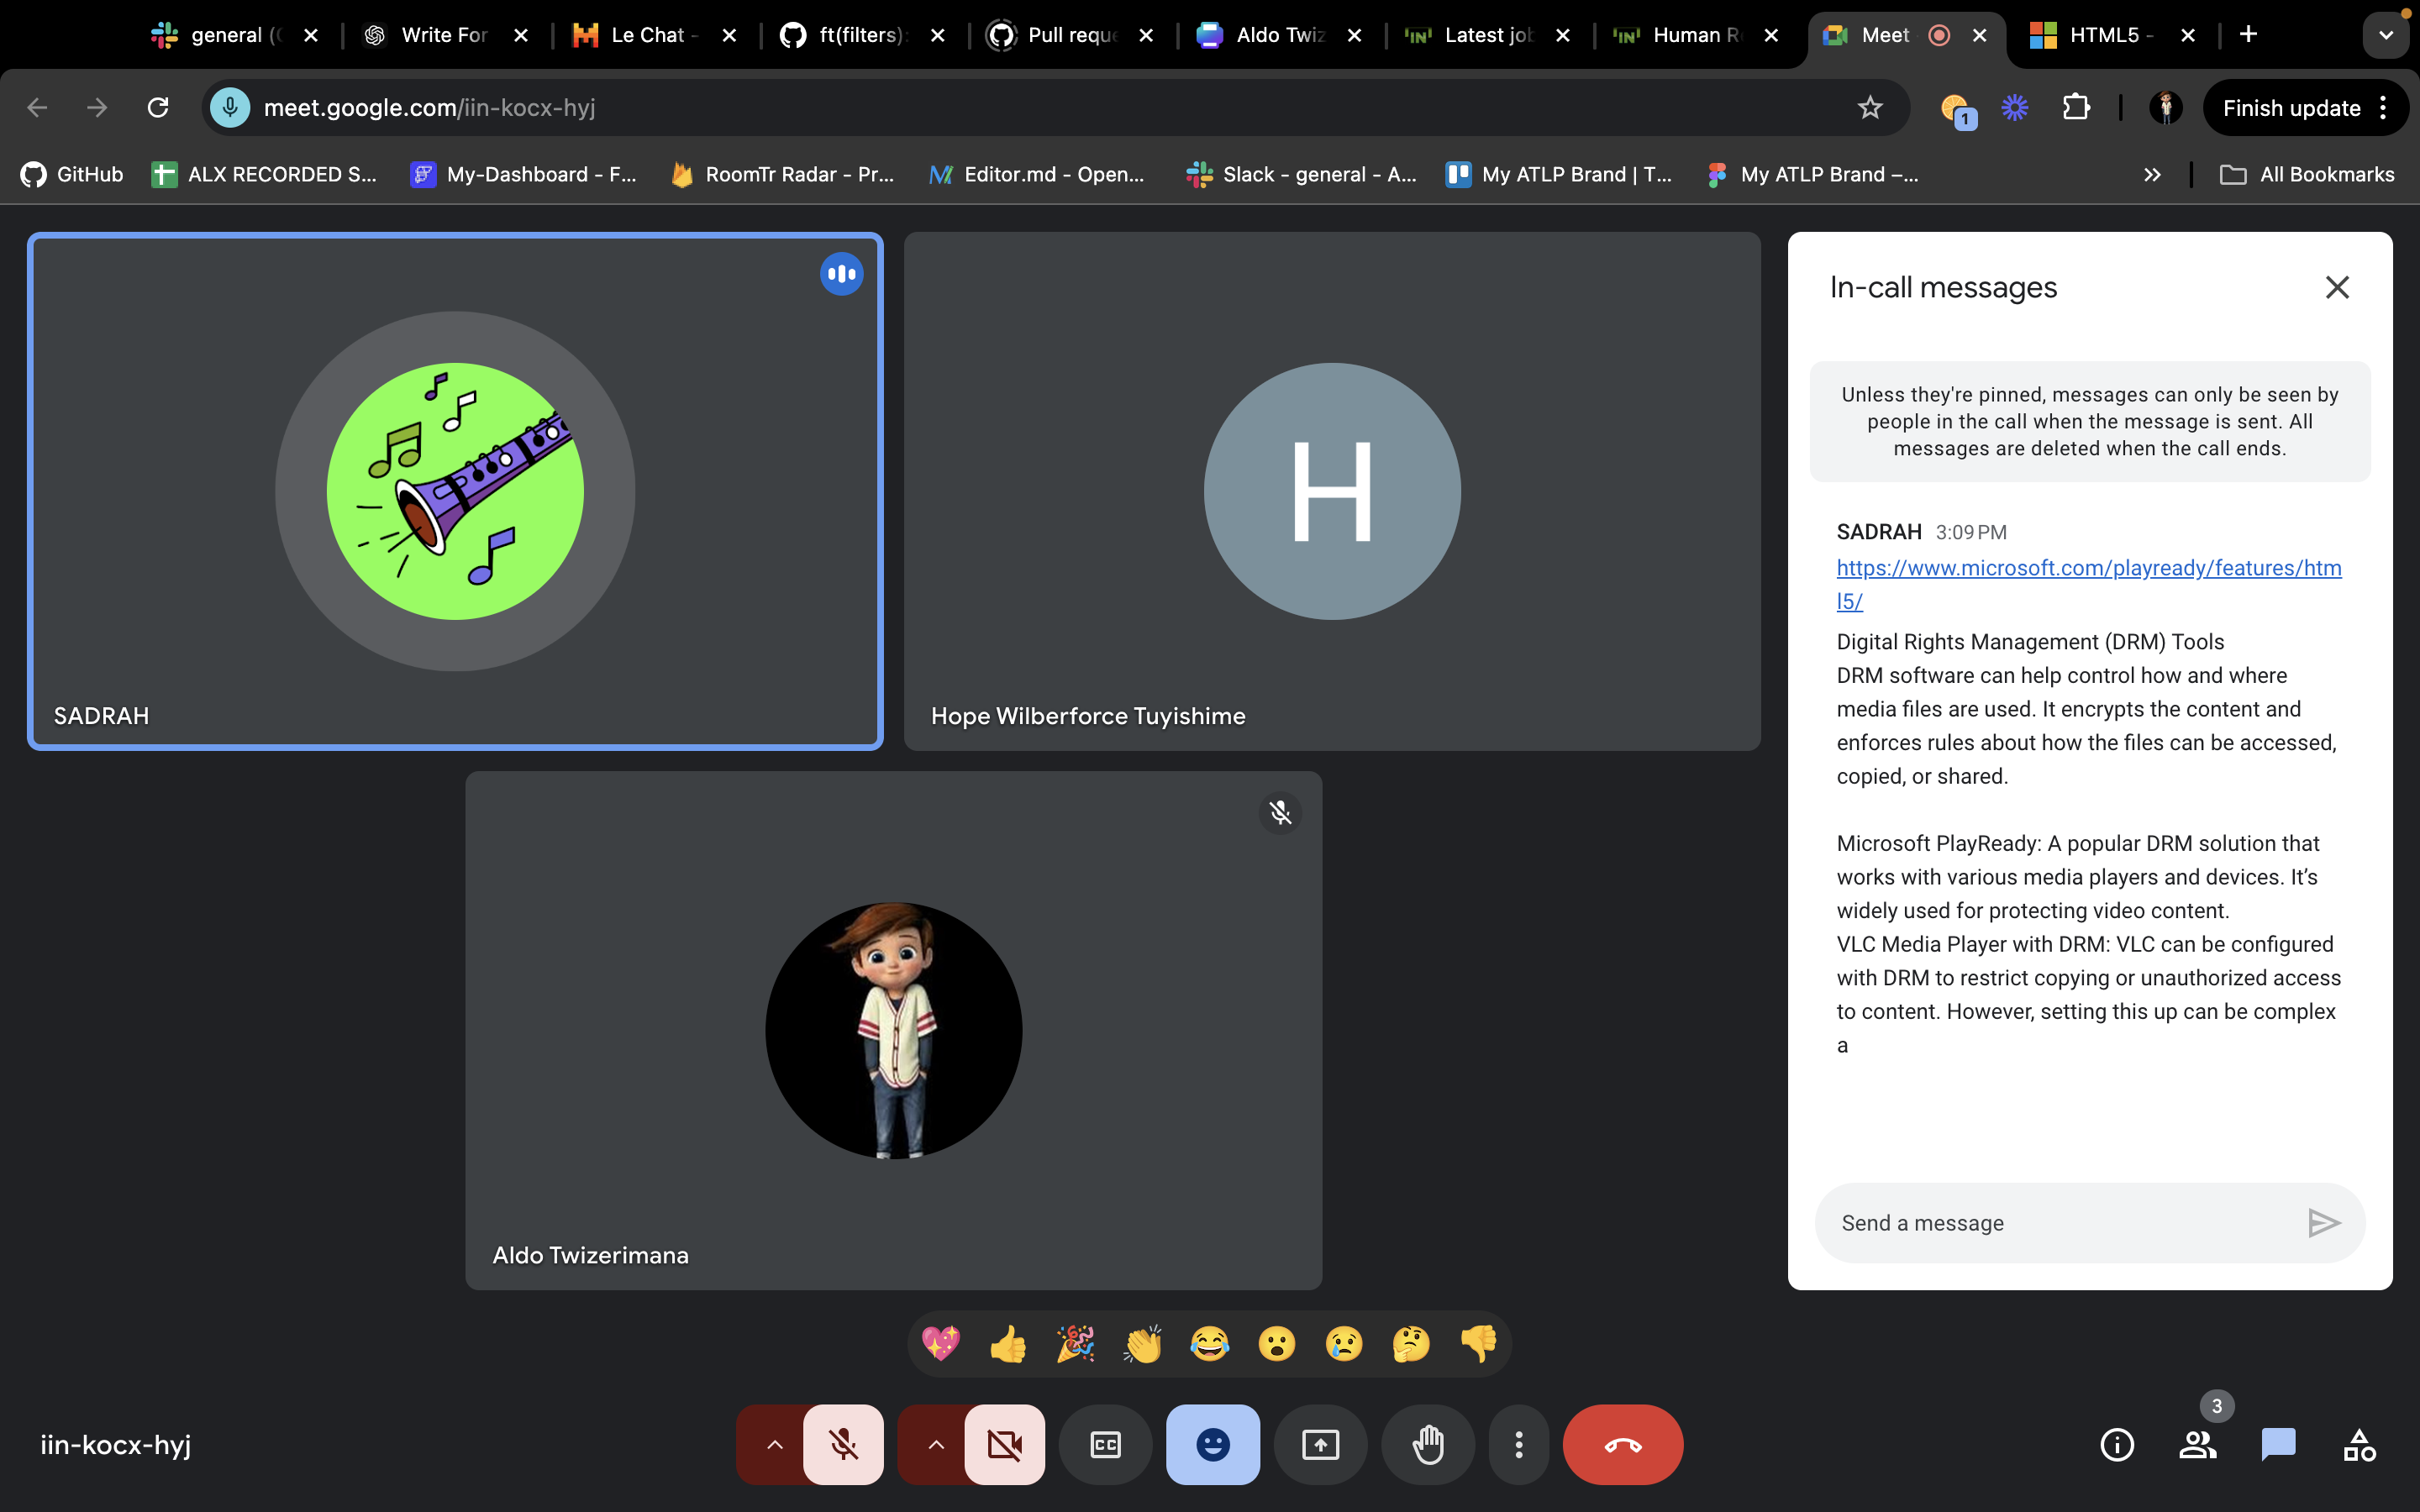 general (
Write For
Le Chat -
ft(filters):
Pull reque
Aldo Twiz
Latest job
Human R
Meet
HTML5 -
meet.google.com/iin-kocx-hyj
1
Finish update
GitHub
ALX RECORDED S...
My-Dashboard - F...
RoomTr Radar - Pr...
Editor.md - Open...
Slack - general - A...
My ATLP Brand | T...
My ATLP Brand –...
All Bookmarks
SADRAH
H
Hope Wilberforce Tuyishime
Aldo Twizerimana
In-call messages
Unless they're pinned, messages can only be seen by
people in the call when the message is sent. All
messages are deleted when the call ends.
SADRAH 3:09 PM
https://www.microsoft.com/playready/features/htm
l5/
Digital Rights Management (DRM) Tools
DRM software can help control how and where
media files are used. It encrypts the content and
enforces rules about how the files can be accessed,
copied, or shared.
Microsoft PlayReady: A popular DRM solution that
works with various media players and devices. It’s
widely used for protecting video content.
VLC Media Player with DRM: VLC can be configured
with DRM to restrict copying or unauthorized access
to content. However, setting this up can be complex
a
Send a message
iin-kocx-hyj
3